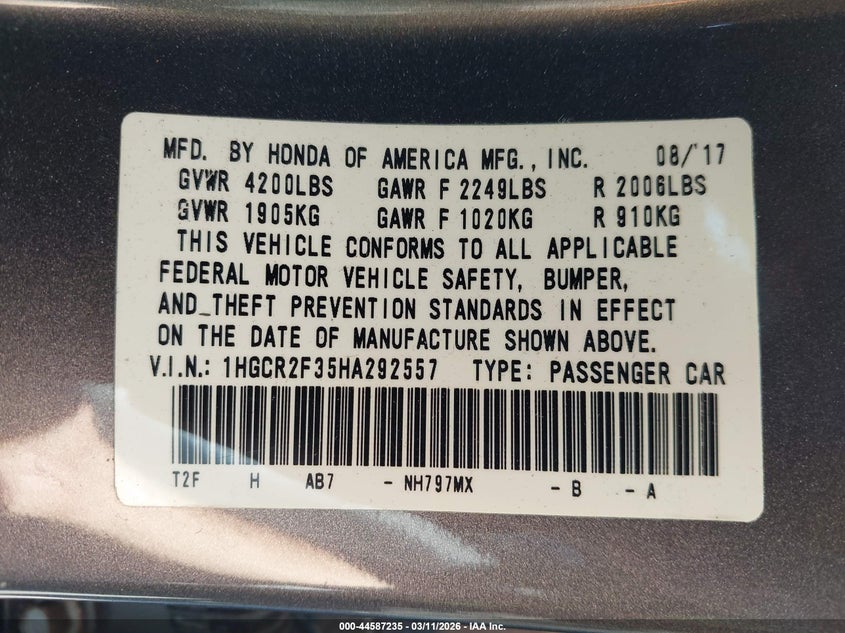 MFD. BY HONDA OF AMERICA MFG., INC. 08/'17
GVWR 4200LBS GAWR F 2249LBS R 2006LBS
GVWR 1905KG GAWR F 1020KG R 910KG
THIS VEHICLE CONFORMS TO ALL APPLICABLE
FEDERAL MOTOR VEHICLE SAFETY, BUMPER,
AND THEFT PREVENTION STANDARDS IN EFFECT
ON THE DATE OF MANUFACTURE SHOWN ABOVE.
V.I.N.: 1HGCR2F35HA292557 TYPE: PASSENGER CAR
T2F H AB7 - NH797MX - B - A
000-44587235 - 03/11/2026 - IAA Inc.